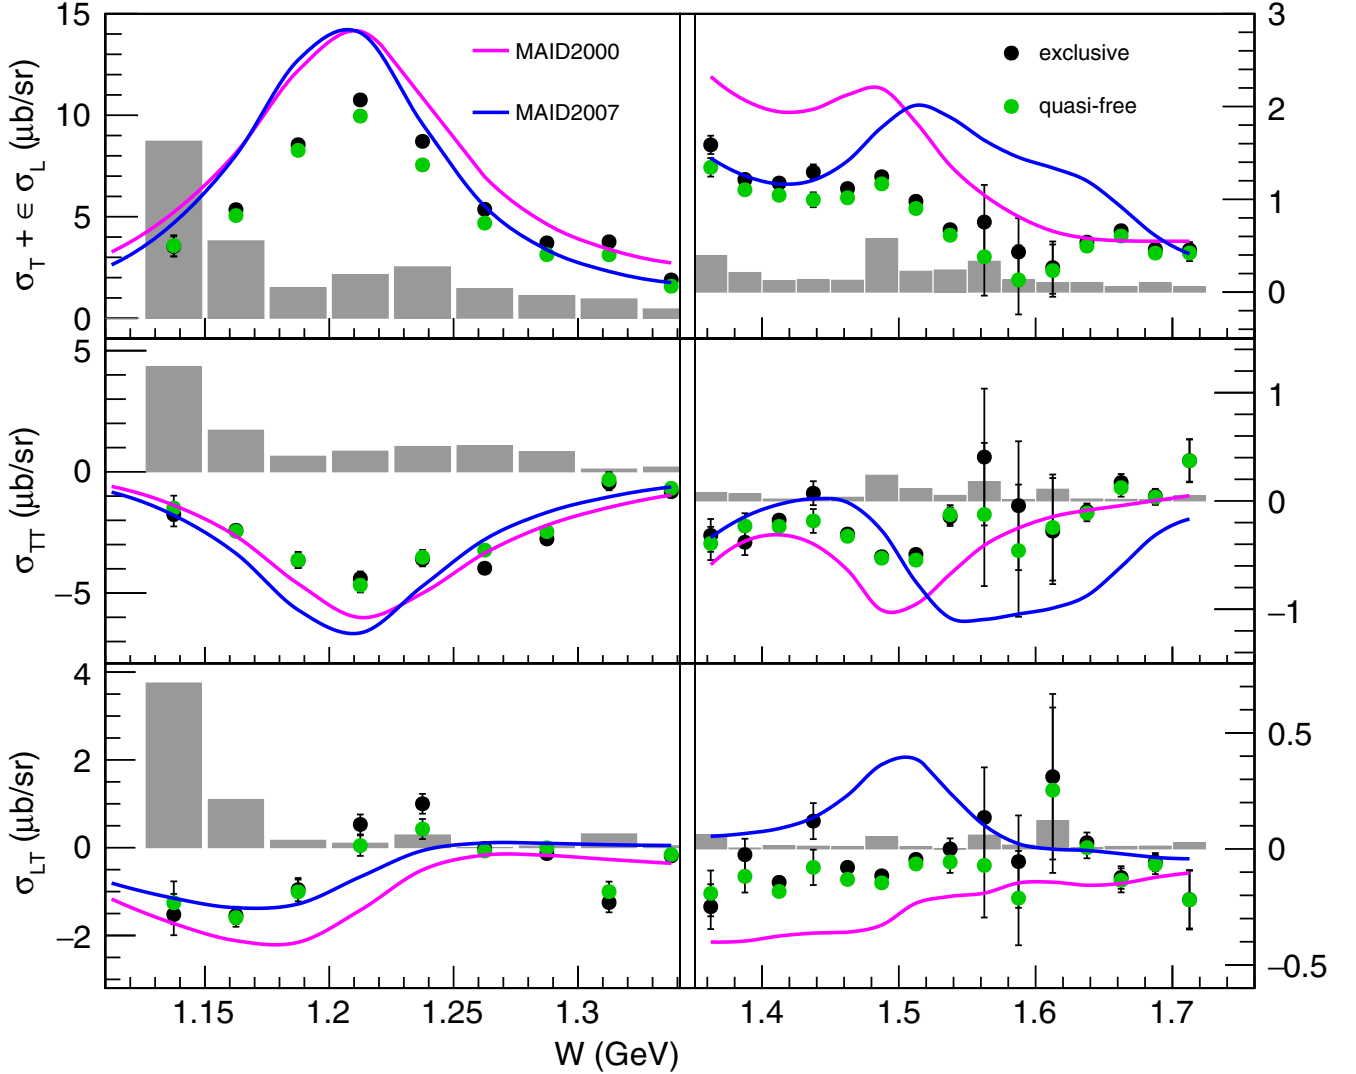 15
10
5
0
σT + ϵ σL (μb/sr)
MAID2000
MAID2007
exclusive
quasi-free
3
2
1
0
5
0
−5
σTT (μb/sr)
1
0
−1
4
2
0
−2
σLT (μb/sr)
0.5
0
−0.5
1.15 1.2 1.25 1.3 1.4 1.5 1.6 1.7
W (GeV)